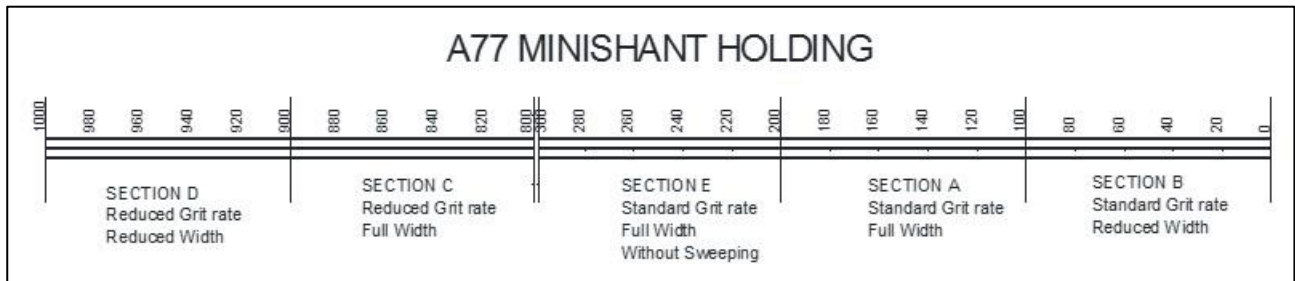 A77 MINISHANT HOLDING
1000 980 960 940 920 900 880 860 840 820 800 300 280 260 240 220 200 180 160 140 120 100 80 60 40 20 0
SECTION D
Reduced Grit rate
Reduced Width
SECTION C
Reduced Grit rate
Full Width
SECTION E
Standard Grit rate
Full Width
Without Sweeping
SECTION A
Standard Grit rate
Full Width
SECTION B
Standard Grit rate
Reduced Width